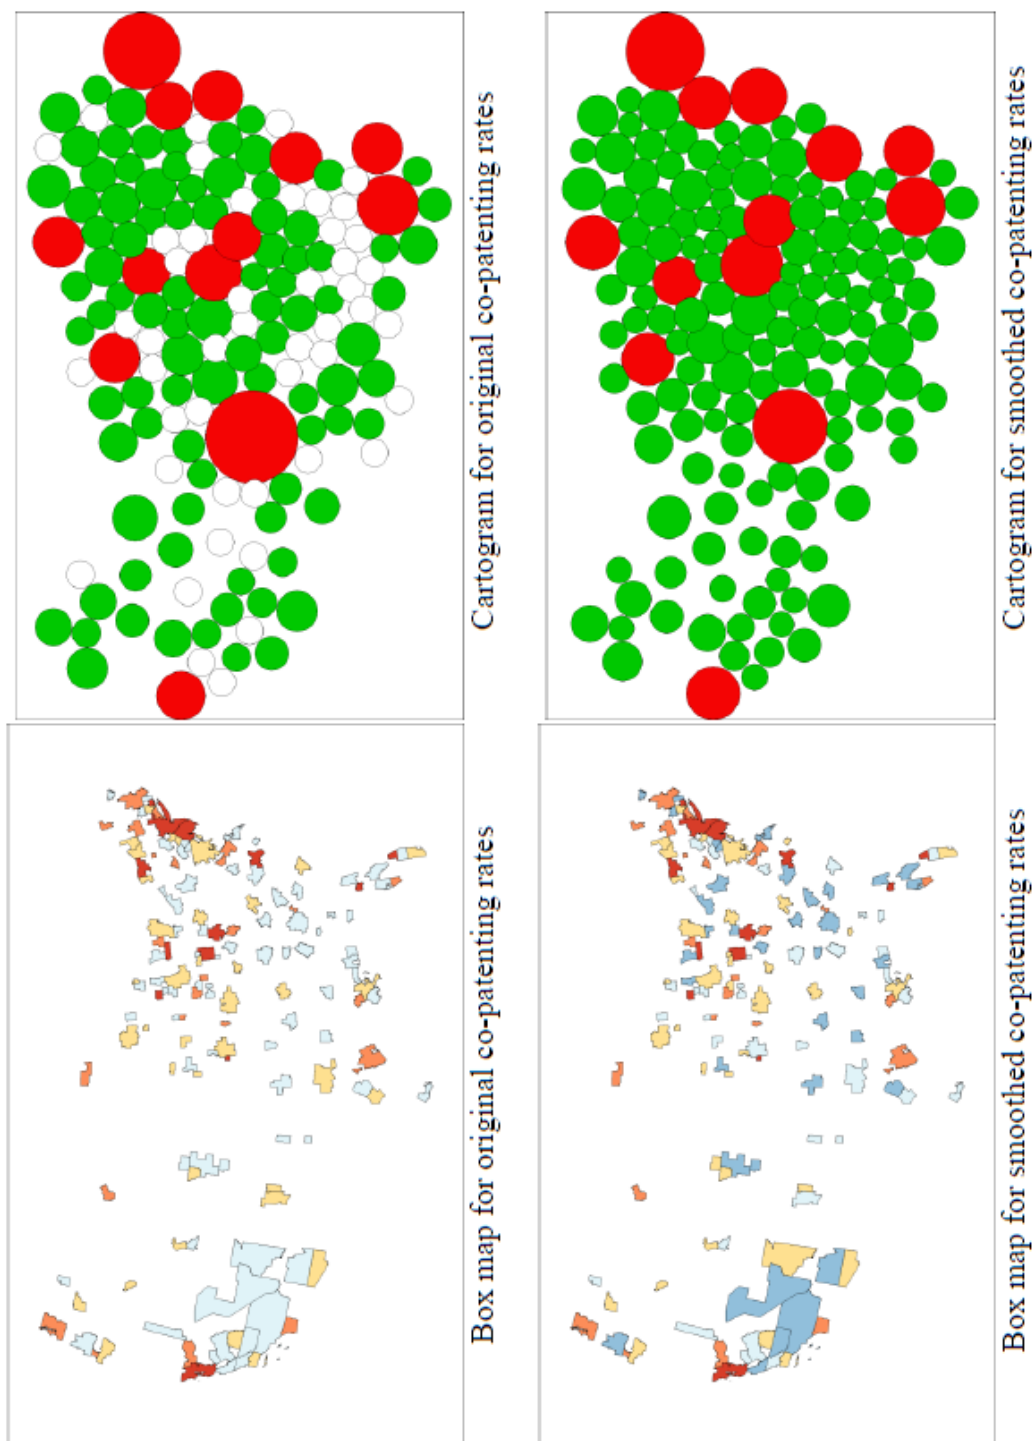 Box map for original co-patenting rates
Cartogram for original co-patenting rates
Box map for smoothed co-patenting rates
Cartogram for smoothed co-patenting rates